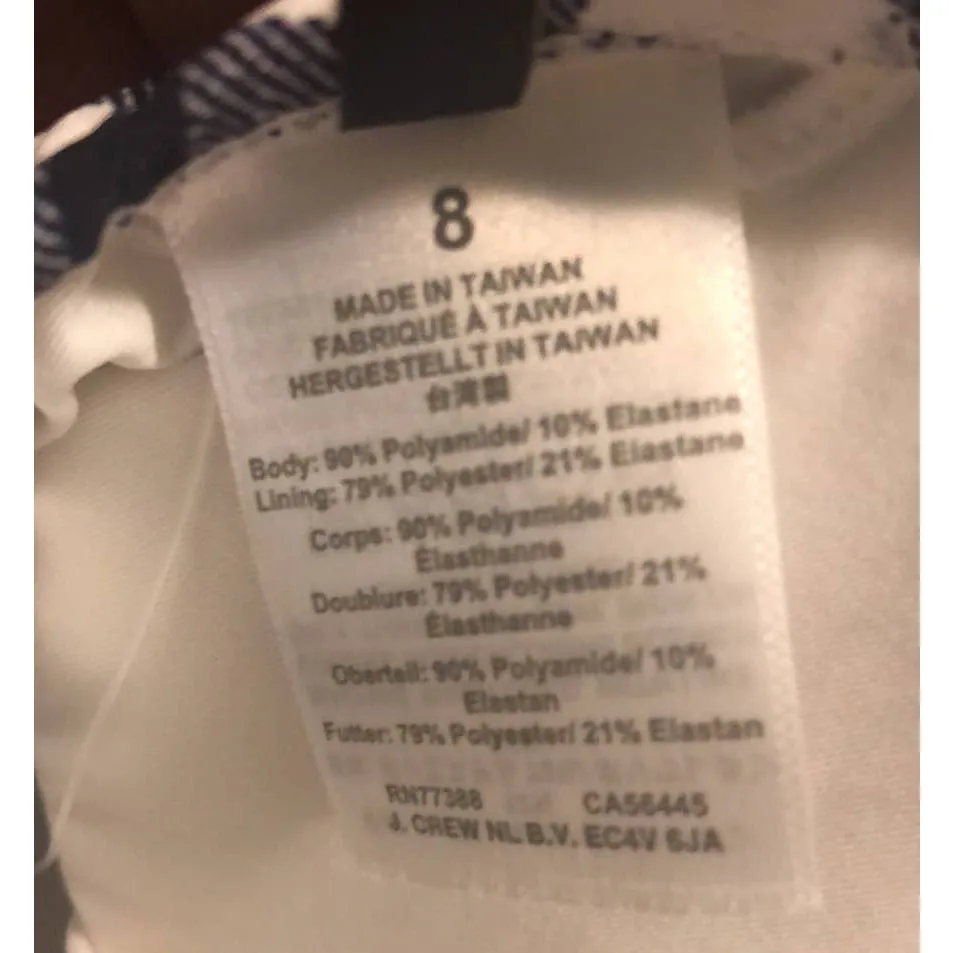 8
MADE IN TAIWAN
FABRIQUÉ À TAIWAN
HERGESTELLT IN TAIWAN
台灣製
Body: 90% Polyamide/ 10% Elastane
Lining: 79% Polyester/ 21% Elastane
Corps: 90% Polyamide/ 10%
Élasthanne
Doublure: 79% Polyester/ 21%
Élasthanne
Oberteil: 90% Polyamide/ 10%
Elastan
Futter: 79% Polyester/ 21% Elastan
RN77388 CA56445
J. CREW NL B.V. EC4V 6JA